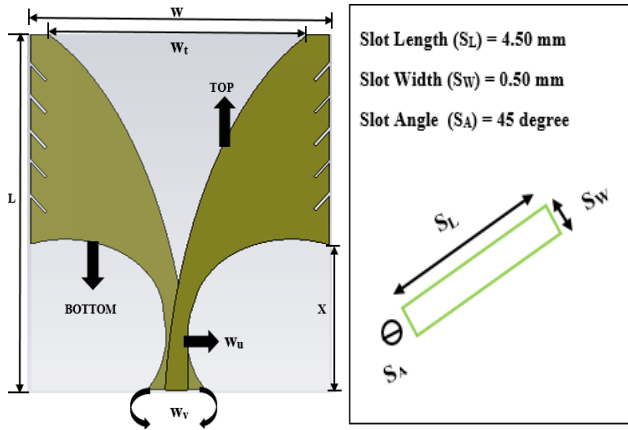 W
Wt
TOP
L
BOTTOM
X
Wu
Wv
Slot Length (SL) = 4.50 mm
Slot Width (SW) = 0.50 mm
Slot Angle (SA) = 45 degree
SL
SW
SA